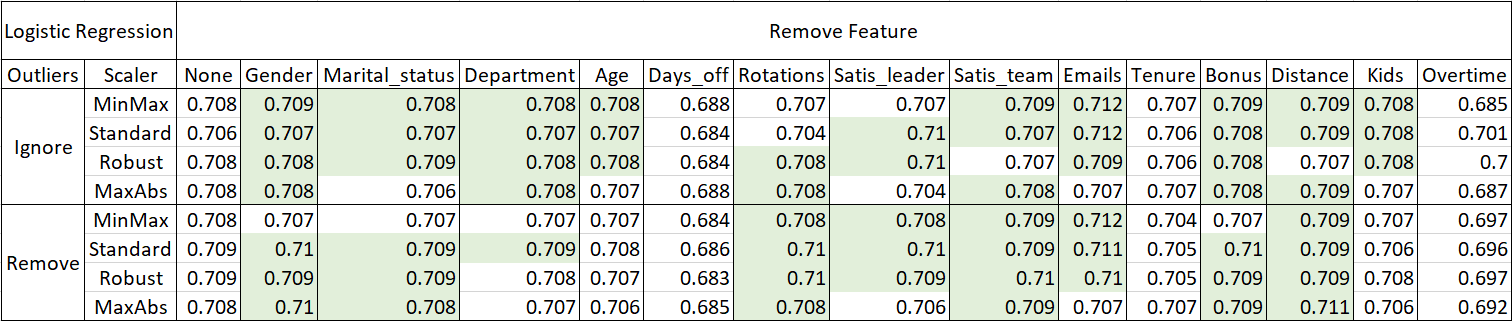 Logistic Regression Remove Feature
Outliers Scaler None Gender Marital_status Department Age Days_off Rotations Satis_leader Satis_team Emails Tenure Bonus Distance Kids Overtime
Ignore
MinMax 0.708 0.709 0.708 0.708 0.708 0.688 0.707 0.707 0.709 0.712 0.707 0.709 0.709 0.708 0.685
Standard 0.706 0.707 0.707 0.707 0.707 0.684 0.704 0.71 0.707 0.712 0.706 0.708 0.709 0.708 0.701
Robust 0.708 0.708 0.709 0.708 0.708 0.684 0.708 0.71 0.707 0.709 0.706 0.708 0.707 0.708 0.7
MaxAbs 0.708 0.708 0.706 0.708 0.707 0.688 0.708 0.704 0.708 0.707 0.707 0.708 0.709 0.707 0.687
Remove
MinMax 0.708 0.707 0.707 0.707 0.707 0.684 0.708 0.708 0.709 0.712 0.704 0.707 0.709 0.707 0.697
Standard 0.709 0.71 0.709 0.709 0.708 0.686 0.71 0.71 0.709 0.711 0.705 0.71 0.709 0.706 0.696
Robust 0.709 0.709 0.709 0.708 0.707 0.683 0.71 0.709 0.71 0.71 0.705 0.709 0.709 0.708 0.697
MaxAbs 0.708 0.71 0.708 0.707 0.706 0.685 0.708 0.706 0.709 0.707 0.707 0.709 0.711 0.706 0.692